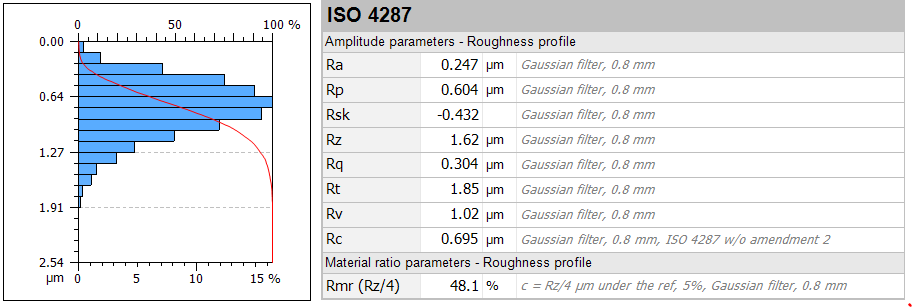 0 50 100 %
0.00
0.64
1.27
1.91
2.54
µm 0 5 10 15 %
ISO 4287
Amplitude parameters - Roughness profile
Ra 0.247 µm Gaussian filter, 0.8 mm
Rp 0.604 µm Gaussian filter, 0.8 mm
Rsk -0.432 Gaussian filter, 0.8 mm
Rz 1.62 µm Gaussian filter, 0.8 mm
Rq 0.304 µm Gaussian filter, 0.8 mm
Rt 1.85 µm Gaussian filter, 0.8 mm
Rv 1.02 µm Gaussian filter, 0.8 mm
Rc 0.695 µm Gaussian filter, 0.8 mm, ISO 4287 w/o amendment 2
Material ratio parameters - Roughness profile
Rmr (Rz/4) 48.1 % c = Rz/4 µm under the ref, 5%, Gaussian filter, 0.8 mm